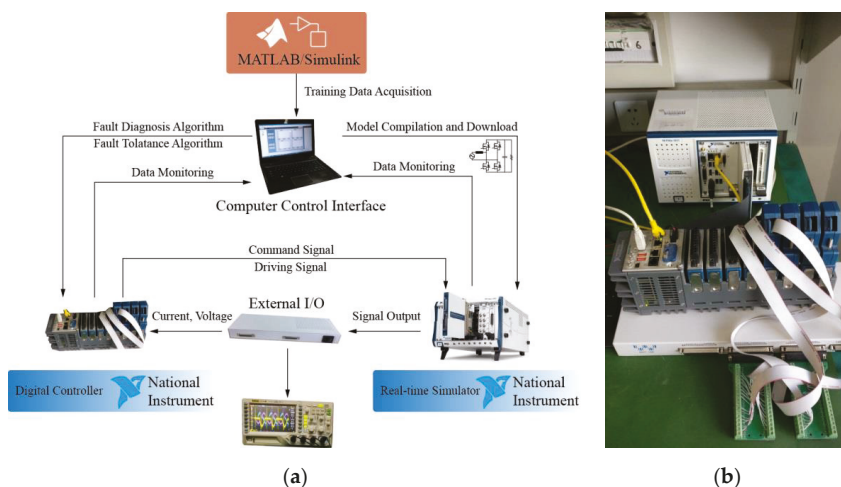 MATLAB/Simulink
Training Data Acquisition
Fault Diagnosis Algorithm
Fault Tolatance Algorithm
Model Compilation and Download
Data Monitoring
Data Monitoring
Computer Control Interface
Command Signal
Driving Signal
External I/O
Current, Voltage
Signal Output
Digital Controller
National
Instrument
Real-time Simulator
National
Instrument
6
(a)
(b)